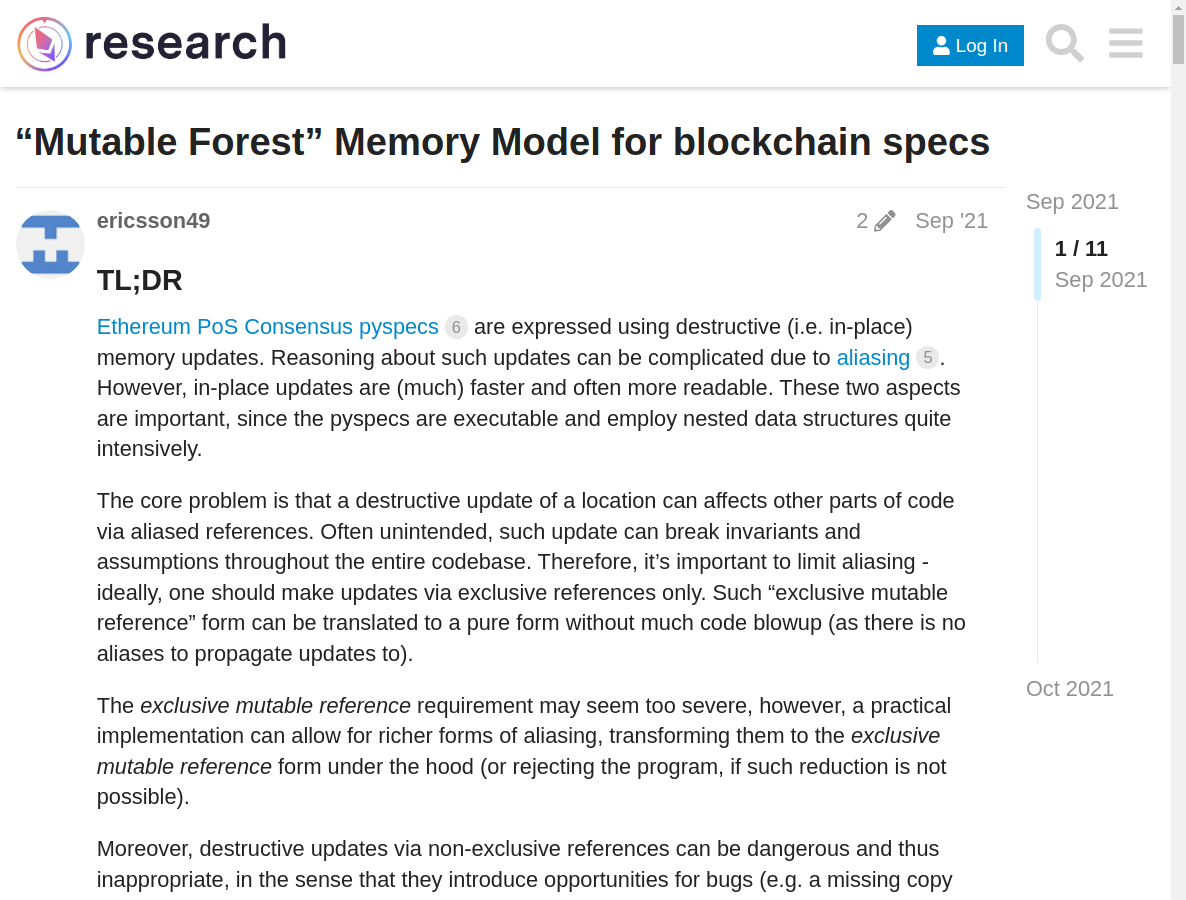 research
Log In
“Mutable Forest” Memory Model for blockchain specs
ericsson49
2
Sep '21
Sep 2021
1 / 11
Sep 2021
Oct 2021
TL;DR
Ethereum PoS Consensus pyspecs 6 are expressed using destructive (i.e. in-place)
memory updates. Reasoning about such updates can be complicated due to aliasing 5.
However, in-place updates are (much) faster and often more readable. These two aspects
are important, since the pyspecs are executable and employ nested data structures quite
intensively.
The core problem is that a destructive update of a location can affects other parts of code
via aliased references. Often unintended, such update can break invariants and
assumptions throughout the entire codebase. Therefore, it’s important to limit aliasing -
ideally, one should make updates via exclusive references only. Such “exclusive mutable
reference” form can be translated to a pure form without much code blowup (as there is no
aliases to propagate updates to).
The exclusive mutable reference requirement may seem too severe, however, a practical
implementation can allow for richer forms of aliasing, transforming them to the exclusive
mutable reference form under the hood (or rejecting the program, if such reduction is not
possible).
Moreover, destructive updates via non-exclusive references can be dangerous and thus
inappropriate, in the sense that they introduce opportunities for bugs (e.g. a missing copy